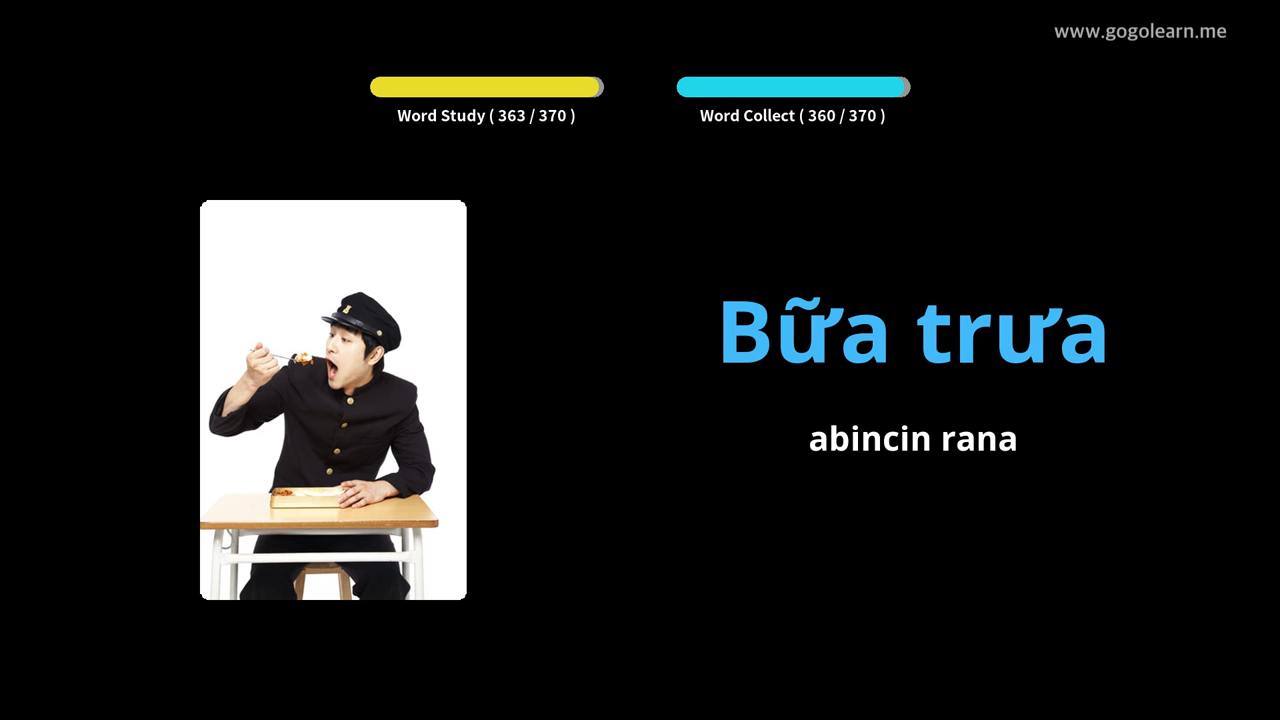 www.gogolearn.me
Word Study ( 363 / 370 )
Word Collect ( 360 / 370 )
Bữa trưa
abincin rana